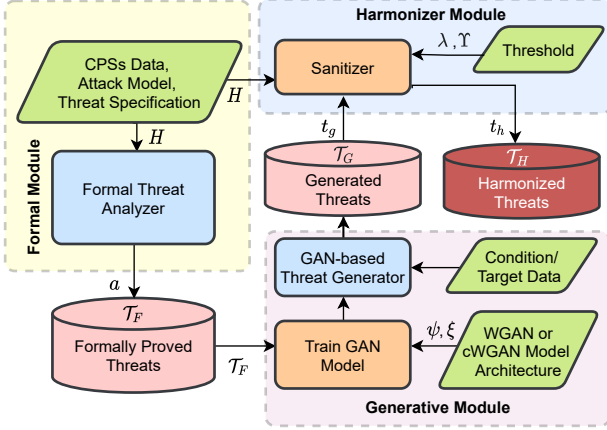 Harmonizer Module
CPSs Data,
Attack Model,
Threat Specification
H
Sanitizer
λ , ϒ
Threshold
H
t_g
t_h
Formal Module
Formal Threat
Analyzer
𝒯_G
Generated
Threats
𝒯_H
Harmonized
Threats
a
GAN-based
Threat Generator
Condition/
Target Data
𝒯_F
Formally Proved
Threats
𝒯_F
Train GAN
Model
ψ, ξ
WGAN or
cWGAN Model
Architecture
Generative Module